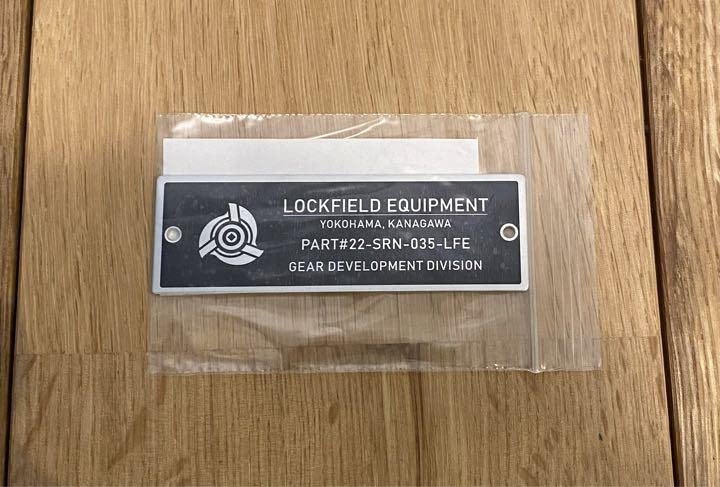 LOCKFIELD EQUIPMENT
YOKOHAMA, KANAGAWA
PART#22-SRN-035-LFE
GEAR DEVELOPMENT DIVISION